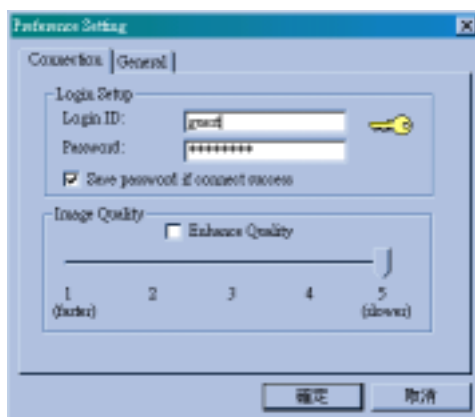 Preference Setting
Connection General
Login Setup
Login ID: guest
Password: ********
Save password if connect success
Image Quality
Enhance Quality
1 2 3 4 5
(faster) (slower)
確定 取消